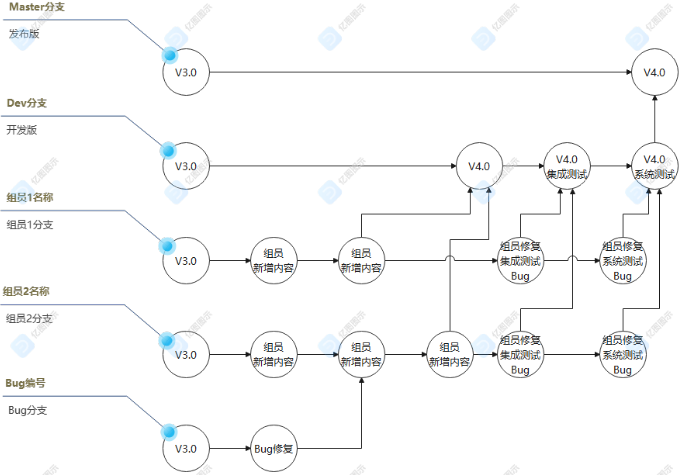 Master分支
发布版
V3.0
V4.0
Dev分支
开发版
V3.0
V4.0
V4.0
集成测试
V4.0
系统测试
组员1名称
组员1分支
V3.0
组员
新增内容
组员
新增内容
组员修复
集成测试
Bug
组员修复
系统测试
Bug
组员2名称
组员2分支
V3.0
组员
新增内容
组员
新增内容
组员
新增内容
组员修复
集成测试
Bug
组员修复
系统测试
Bug
Bug编号
Bug分支
V3.0
Bug修复
亿图图示